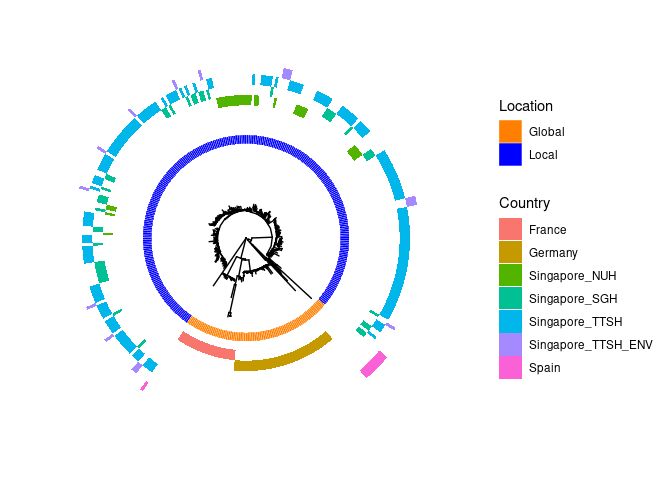 Location
Global
Local
Country
France
Germany
Singapore_NUH
Singapore_SGH
Singapore_TTSH
Singapore_TTSH_ENV
Spain